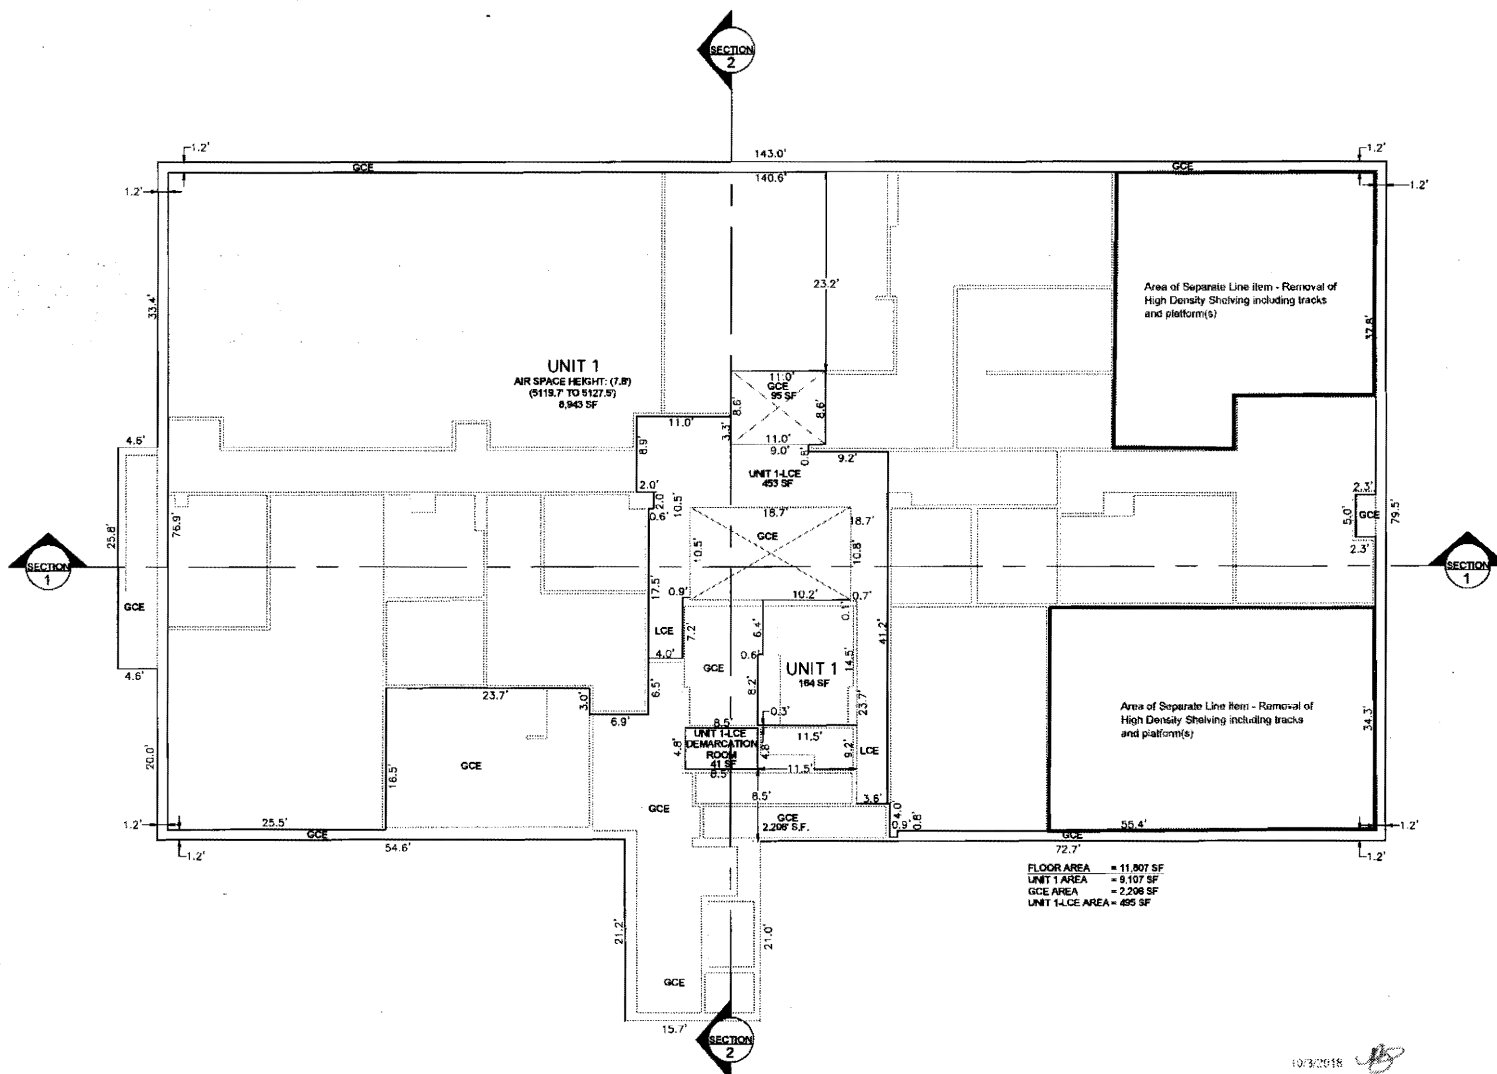 SECTION
2
1.2'
143.0'
1.2'
GCE
GCE
1.2'
140.6'
1.2'
Area of Separate Line item - Removal of
High Density Shelving including tracks
and platform(s)
23.2'
33.4'
37.8'
UNIT 1
AIR SPACE HEIGHT: (7.8')
(5119.7' TO 5127.5')
8,943 SF
11.0'
GCE
95 SF
8.6'
8.6'
11.0'
3.3'
11.0'
9.0'
0.8'
8.9'
9.2'
4.6'
UNIT 1-LCE
453 SF
2.0'
2.0'
0.6'
10.5'
2.3'
5.0'
GCE
79.5'
2.3'
18.7'
18.7'
GCE
10.5'
10.8'
76.9'
25.8'
SECTION
1
SECTION
1
17.5'
0.9'
10.2'
0.7'
0.1'
GCE
LCE
7.2'
6.4'
41.2'
4.0'
0.6'
GCE
UNIT 1
164 SF
14.5'
4.6'
6.5'
8.2'
23.7'
3.0'
6.9'
23.7'
0.3'
8.5'
11.5'
UNIT 1-LCE
DEMARCATION
ROOM
41 SF
4.8'
4.8'
9.2'
LCE
8.5'
11.5'
Area of Separate Line Item - Removal of
High Density Shelving including tracks
and platform(s)
34.3'
20.0'
16.5'
GCE
8.5'
3.6'
GCE
GCE
2,206' S.F.
4.0'
0.9'
0.8'
1.2'
25.5'
GCE
55.4'
GCE
1.2'
1.2'
54.6'
72.7'
1.2'
FLOOR AREA = 11,807 SF
UNIT 1 AREA = 9,107 SF
GCE AREA = 2,206 SF
UNIT 1-LCE AREA = 495 SF
21.2'
21.0'
GCE
15.7'
SECTION
2
10/3/2018